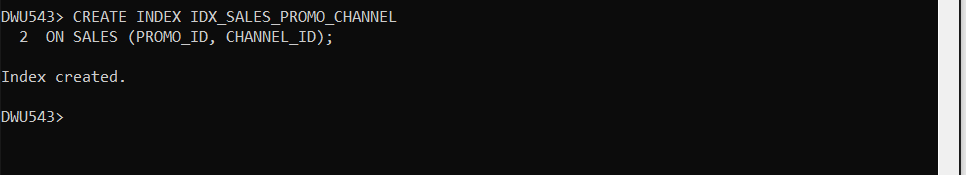 DWU543> CREATE INDEX IDX_SALES_PROMO_CHANNEL
2 ON SALES (PROMO_ID, CHANNEL_ID);
Index created.
DWU543>